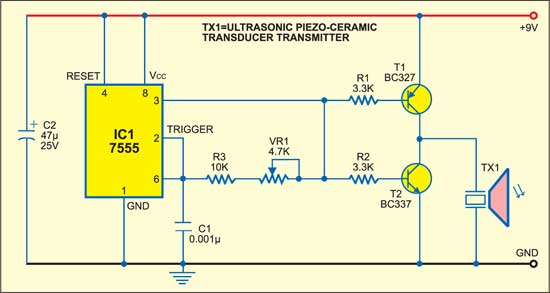 TX1=ULTRASONIC PIEZO-CERAMIC
TRANSDUCER TRANSMITTER
+9V
RESET
VCC
4
8
T1
BC327
R1
3.3K
3
C2
47µ
25V
IC1
7555
2
TRIGGER
VR1
4.7K
R3
10K
R2
3.3K
TX1
6
T2
BC337
1
GND
C1
0.001µ
GND